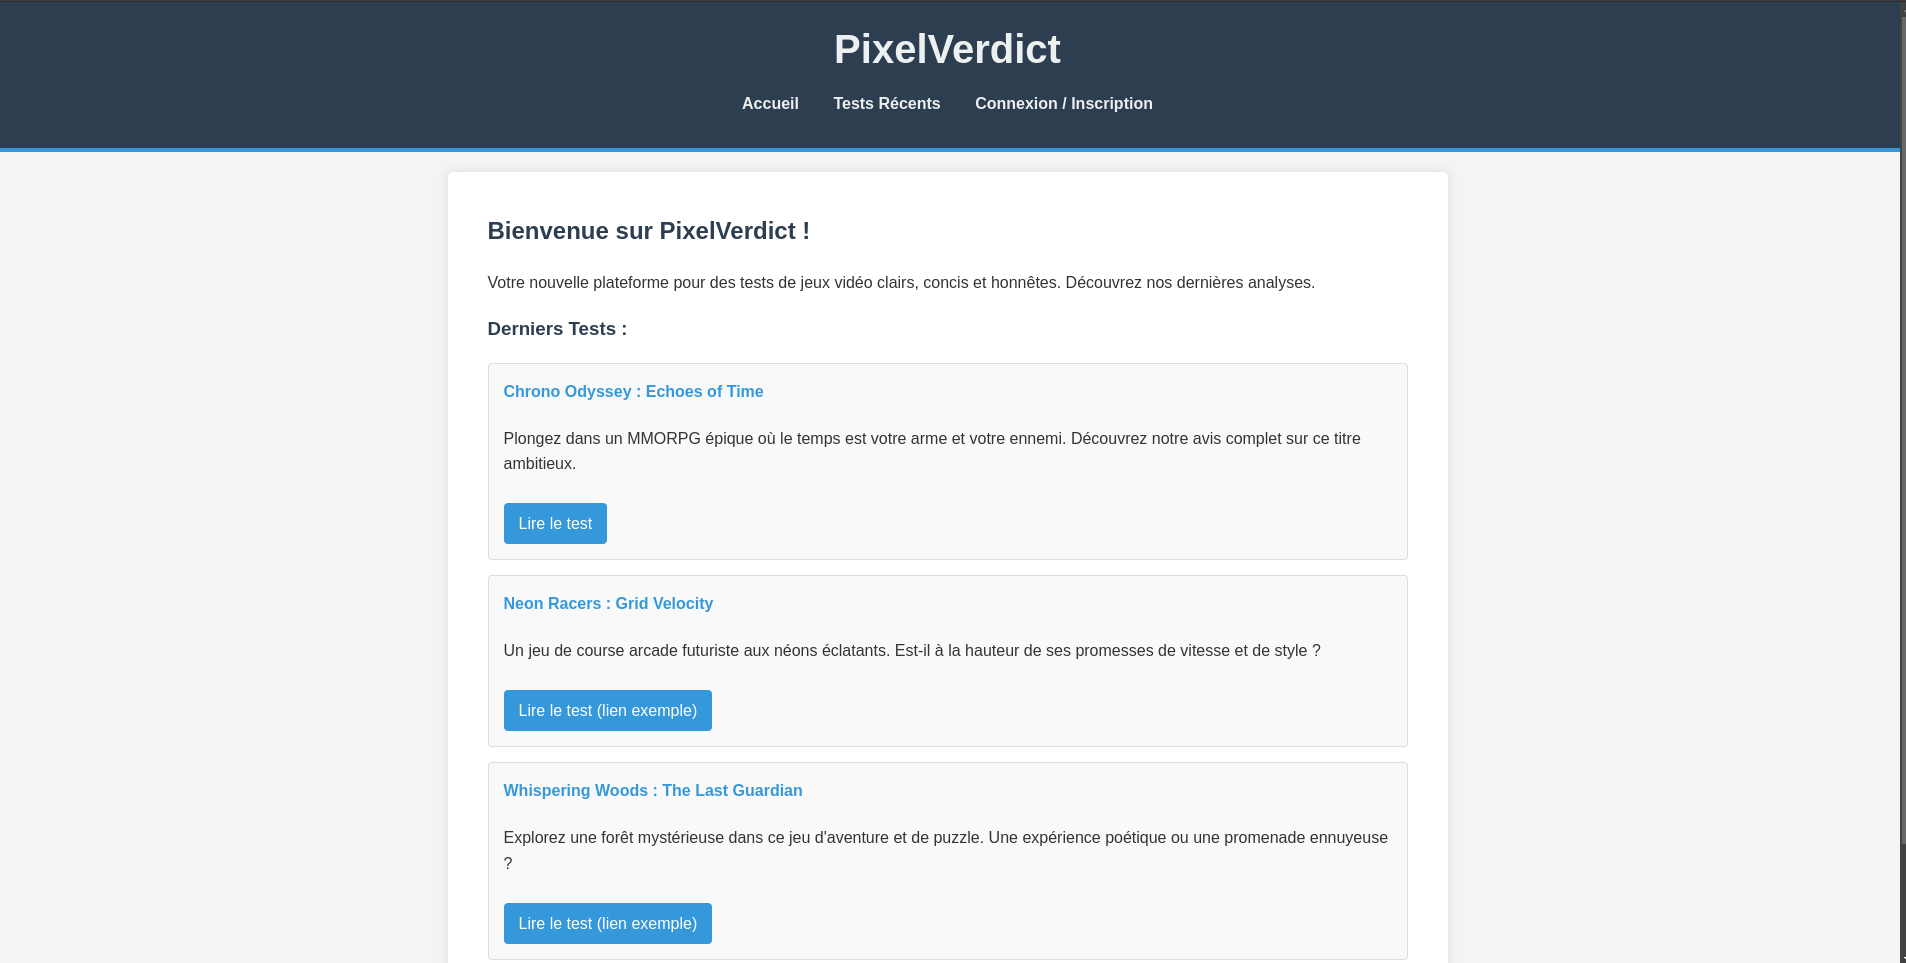 PixelVerdict
Accueil Tests Récents Connexion / Inscription
Bienvenue sur PixelVerdict !
Votre nouvelle plateforme pour des tests de jeux vidéo clairs, concis et honnêtes. Découvrez nos dernières analyses.
Derniers Tests :
Chrono Odyssey : Echoes of Time
Plongez dans un MMORPG épique où le temps est votre arme et votre ennemi. Découvrez notre avis complet sur ce titre
ambitieux.
Lire le test
Neon Racers : Grid Velocity
Un jeu de course arcade futuriste aux néons éclatants. Est-il à la hauteur de ses promesses de vitesse et de style ?
Lire le test (lien exemple)
Whispering Woods : The Last Guardian
Explorez une forêt mystérieuse dans ce jeu d'aventure et de puzzle. Une expérience poétique ou une promenade ennuyeuse
?
Lire le test (lien exemple)